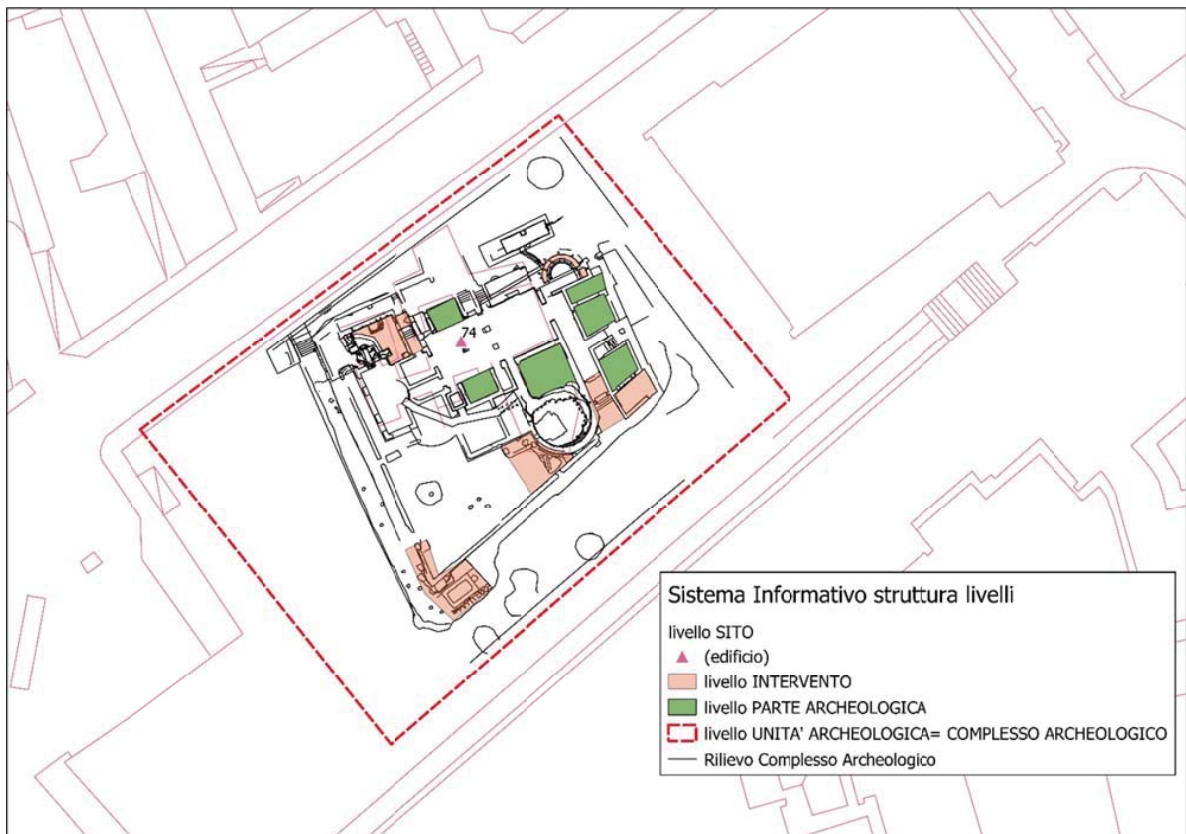 74
Sistema Informativo struttura livelli
livello SITO
(edificio)
livello INTERVENTO
livello PARTE ARCHEOLOGICA
livello UNITA' ARCHEOLOGICA= COMPLESSO ARCHEOLOGICO
Rilievo Complesso Archeologico